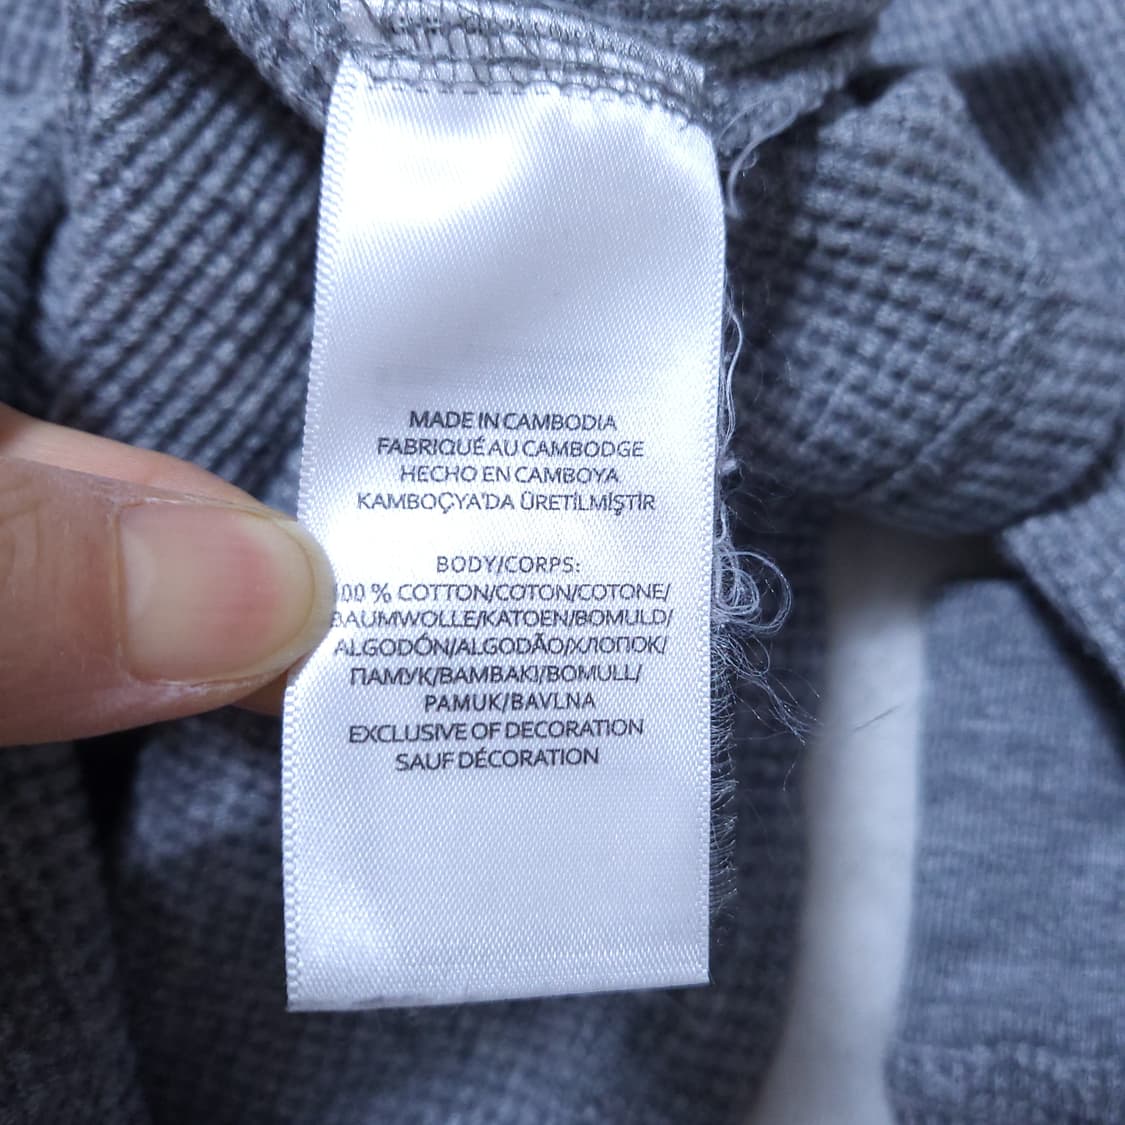 MADE IN CAMBODIA
FABRIQUÉ AU CAMBODGE
HECHO EN CAMBOYA
KAMBOÇYA'DA ÜRETİLMİŞTİR
BODY/CORPS:
100 % COTTON/COTON/COTONE/
BAUMWOLLE/KATOEN/BOMULD/
ALGODÓN/ALGODÃO/ХЛОПОК/
ПАМУК/ΒΑΜΒΑΚΙ/BOMULL/
PAMUK/BAVLNA
EXCLUSIVE OF DECORATION
SAUF DÉCORATION